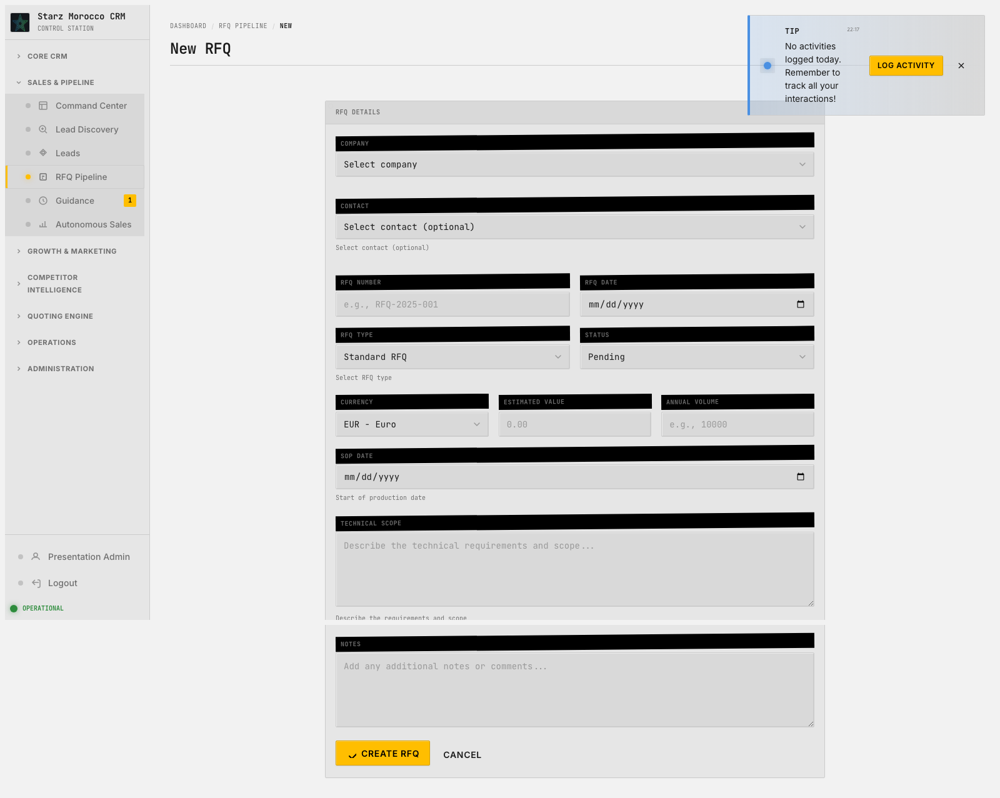 Starz Morocco CRM
CONTROL STATION
CORE CRM
SALES & PIPELINE
Command Center
Lead Discovery
Leads
RFQ Pipeline
Guidance 1
Autonomous Sales
GROWTH & MARKETING
COMPETITOR
INTELLIGENCE
QUOTING ENGINE
OPERATIONS
ADMINISTRATION
Presentation Admin
Logout
OPERATIONAL
DASHBOARD / RFQ PIPELINE / NEW
New RFQ
TIP 22:17
No activities
logged today.
Remember to
track all your
interactions!
LOG ACTIVITY
RFQ DETAILS
COMPANY
Select company
CONTACT
Select contact (optional)
Select contact (optional)
RFQ NUMBER
e.g., RFQ-2025-001
RFQ DATE
mm/dd/yyyy
RFQ TYPE
Standard RFQ
Select RFQ type
STATUS
Pending
CURRENCY
EUR - Euro
ESTIMATED VALUE
0.00
ANNUAL VOLUME
e.g., 10000
SOP DATE
mm/dd/yyyy
Start of production date
TECHNICAL SCOPE
Describe the technical requirements and scope...
Describe the requirements and scope
NOTES
Add any additional notes or comments...
CREATE RFQ
CANCEL